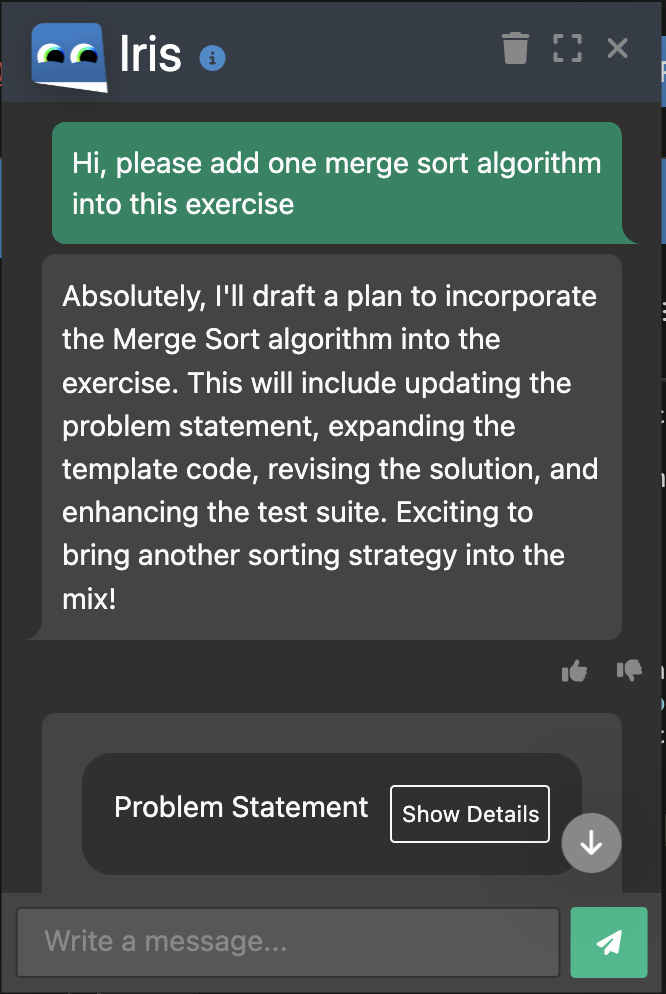 Iris
Hi, please add one merge sort algorithm
into this exercise
Absolutely, I'll draft a plan to incorporate
the Merge Sort algorithm into the
exercise. This will include updating the
problem statement, expanding the
template code, revising the solution, and
enhancing the test suite. Exciting to
bring another sorting strategy into the
mix!
Problem Statement
Show Details
Write a message...